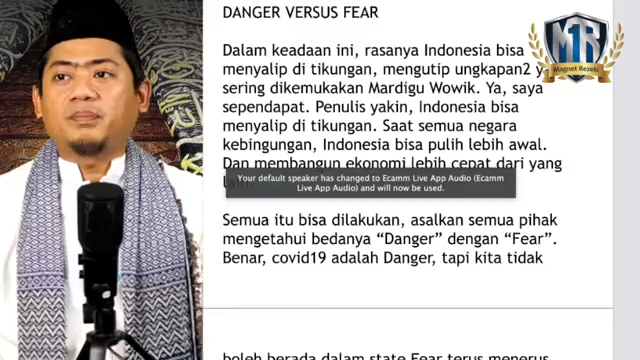 DANGER VERSUS FEAR
Dalam keadaan ini, rasanya Indonesia bisa
menyalip di tikungan, mengutip ungkapan2 y
sering dikemukakan Mardigu Wowik. Ya, saya
sependapat. Penulis yakin, Indonesia bisa
menyalip di tikungan. Saat semua negara
kebingungan, Indonesia bisa pulih lebih awal.
Dan membangun ekonomi lebih cepat dari yang
Your default speaker has changed to Ecamm Live App Audio (Ecamm
Live App Audio) and will now be used.
Semua itu bisa dilakukan, asalkan semua pihak
mengetahui bedanya “Danger” dengan “Fear”.
Benar, covid19 adalah Danger, tapi kita tidak
boleh berada dalam state Fear terus menerus
M1R
Magnet Rezeki